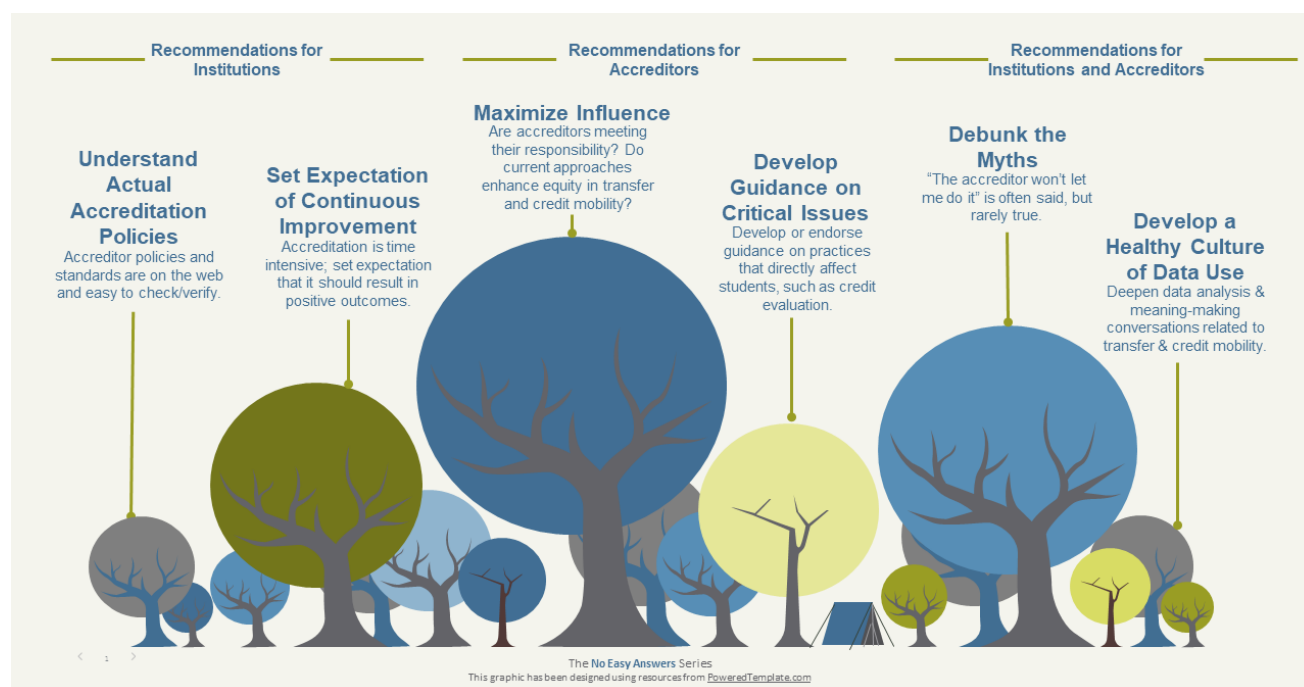 Recommendations for
Institutions
Recommendations for
Accreditors
Recommendations for
Institutions and Accreditors
Understand
Actual
Accreditation
Policies
Accreditor policies and
standards are on the web
and easy to check/verify.
Set Expectation
of Continuous
Improvement
Accreditation is time
intensive; set expectation
that it should result in
positive outcomes.
Maximize Influence
Are accreditors meeting
their responsibility? Do
current approaches
enhance equity in transfer
and credit mobility?
Develop
Guidance on
Critical Issues
Develop or endorse
guidance on practices
that directly affect
students, such as credit
evaluation.
Debunk the
Myths
“The accreditor won’t let
me do it” is often said, but
rarely true.
Develop a
Healthy Culture
of Data Use
Deepen data analysis &
meaning-making
conversations related to
transfer & credit mobility.
1
The No Easy Answers Series
This graphic has been designed using resources from PoweredTemplate.com